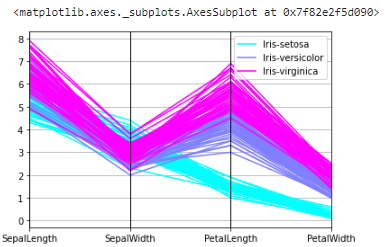 <matplotlib.axes._subplots.AxesSubplot at 0x7f82e2f5d090>
8
7
6
5
4
3
2
1
0
Iris-setosa
Iris-versicolor
Iris-virginica
SepalLength SepalWidth PetalLength PetalWidth